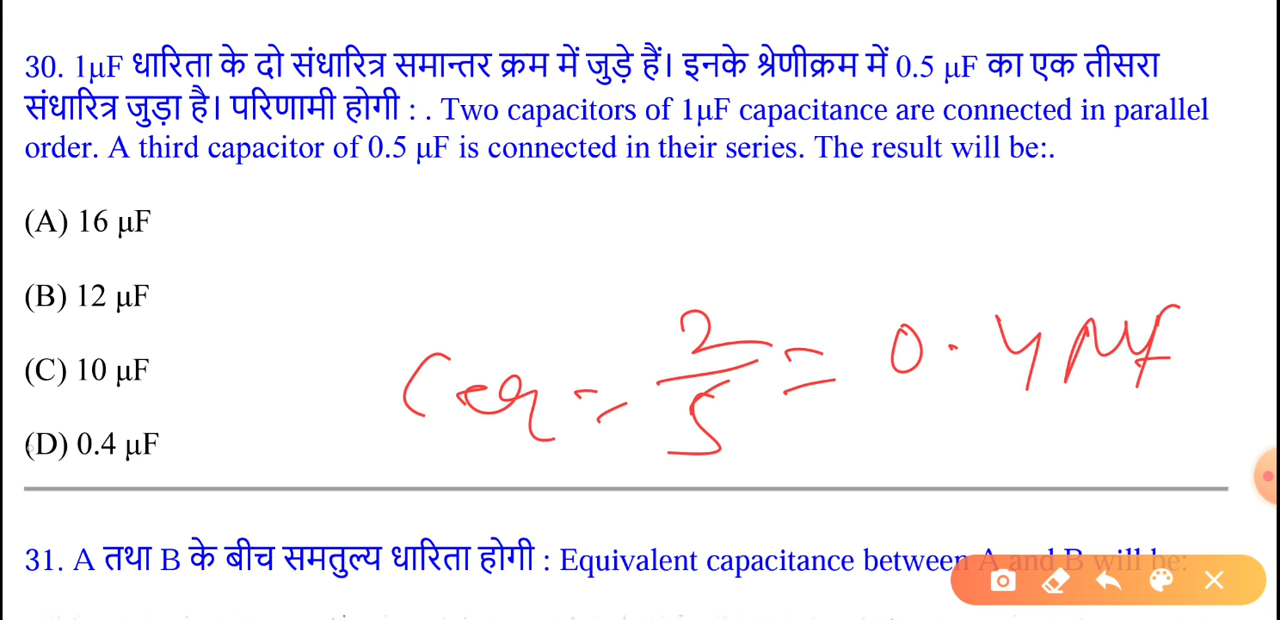 30. 1μF धारिता के दो संधारित्र समान्तर क्रम में जुड़े हैं। इनके श्रेणीक्रम में 0.5 μF का एक तीसरा
संधारित्र जुड़ा है। परिणामी होगी : . Two capacitors of 1μF capacitance are connected in parallel
order. A third capacitor of 0.5 μF is connected in their series. The result will be:.
(A) 16 μF
(B) 12 μF
(C) 10 μF
(D) 0.4 μF
Ceq = 2/5 = 0.4 μf
31. A तथा B के बीच समतुल्य धारिता होगी : Equivalent capacitance between A and B will be: